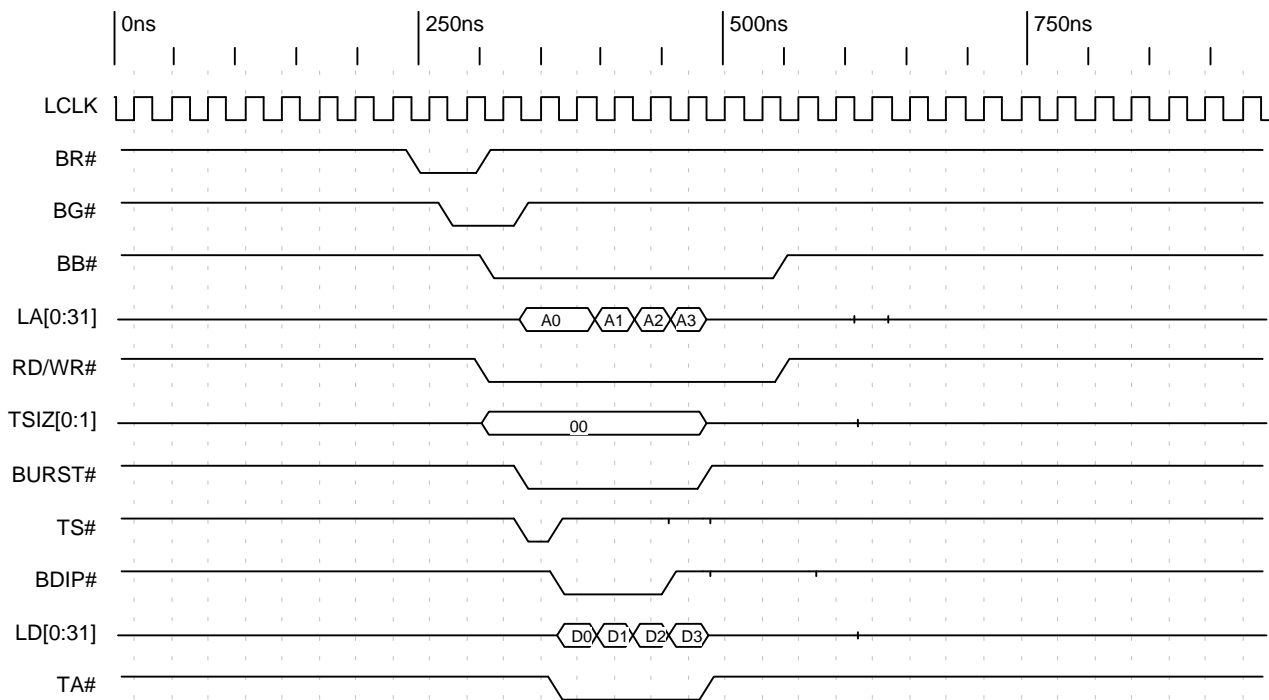 0ns 250ns 500ns 750ns
LCLK
BR#
BG#
BB#
LA[0:31] A0 A1 A2 A3
RD/WR#
TSIZ[0:1] 00
BURST#
TS#
BDIP#
LD[0:31] D0 D1 D2 D3
TA#